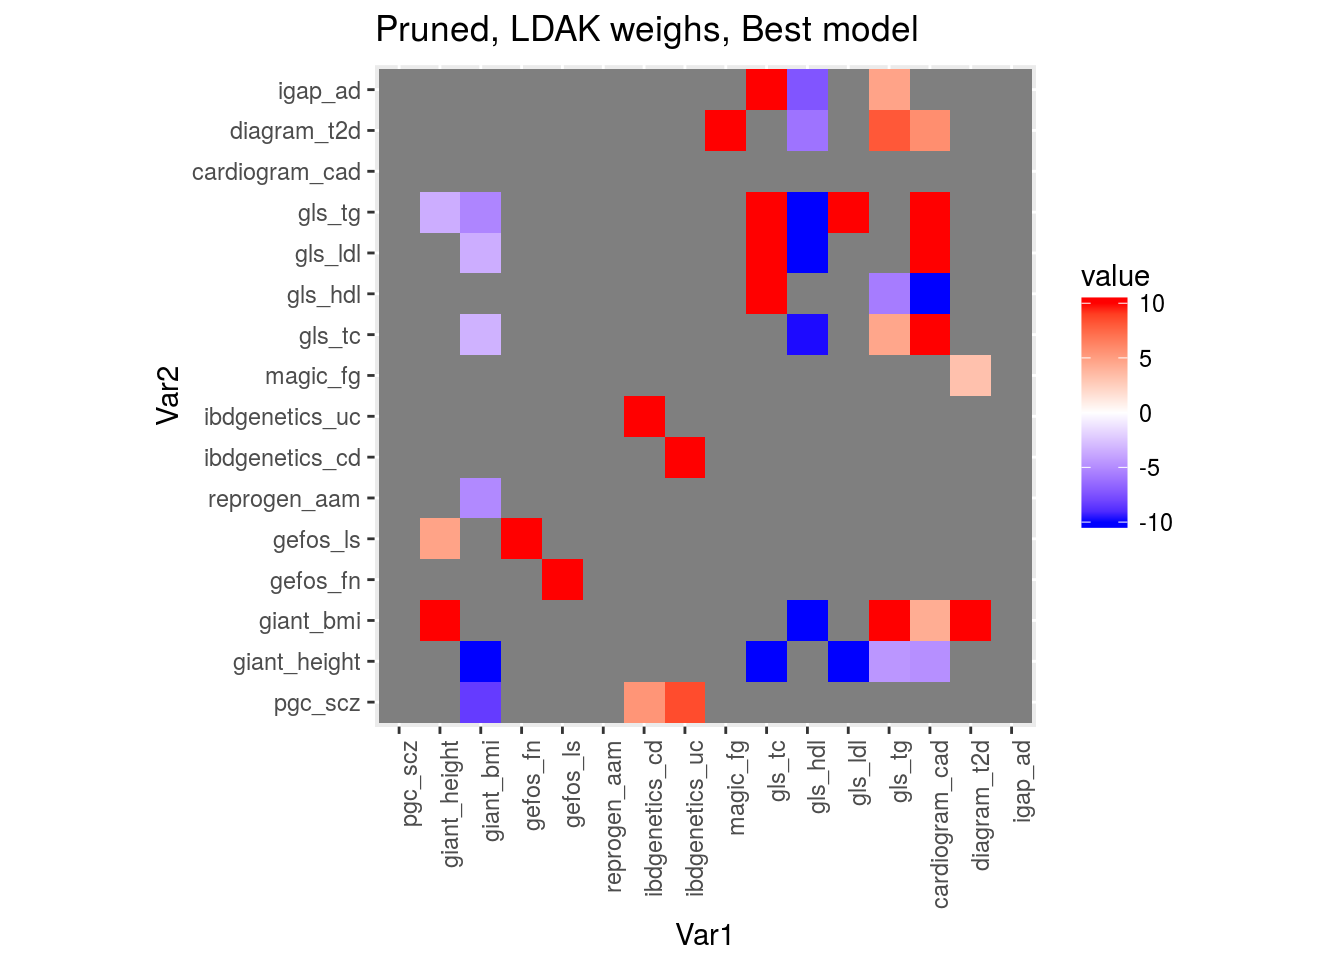 Pruned, LDAK weighs, Best model
igap_ad
diagram_t2d
cardiogram_cad
gls_tg
gls_ldl
gls_hdl
gls_tc
magic_fg
ibdgenetics_uc
ibdgenetics_cd
reprogen_aam
gefos_ls
gefos_fn
giant_bmi
giant_height
pgc_scz
Var2
pgc_scz
giant_height
giant_bmi
gefos_fn
gefos_ls
reprogen_aam
ibdgenetics_cd
ibdgenetics_uc
magic_fg
gls_tc
gls_hdl
gls_ldl
gls_tg
cardiogram_cad
diagram_t2d
igap_ad
Var1
value
10
5
0
-5
-10